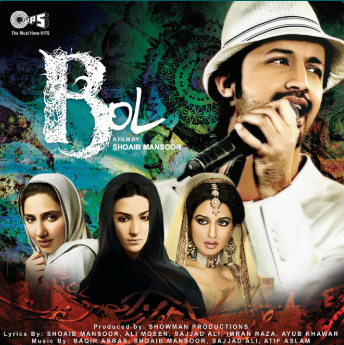 TIPS
The Must Have HITS
BOL
A FILM BY
SHOAIB MANSOOR
Produced by: SHOWMAN PRODUCTIONS
Lyrics By: SHOAIB MANSOOR, ALI MOEEN, SAJJAD ALI, IMRAN RAZA, AYUB KHAWAR
Music By: BAQIR ABBAS, SHOAIB MANSOOR, SAJJAD ALI, ATIF ASLAM